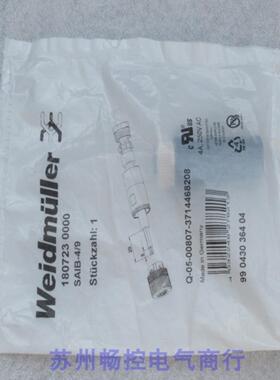 Weidmüller
180723 0000
SAIB-4/9
Stückzahl: 1
4A, 250V AC
Q-05-00807-3714468208
Made in Germany
99 0430 364 04
苏州畅控电气商行